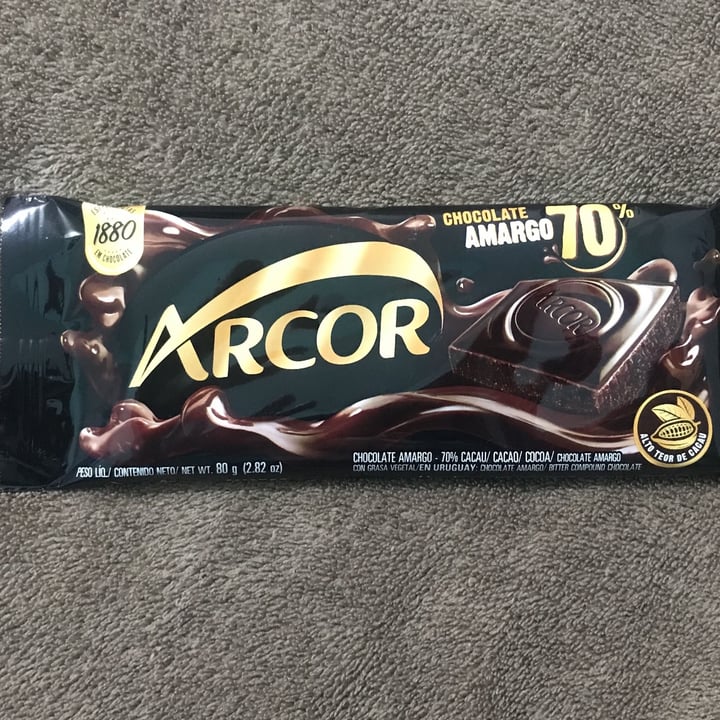 1880
EM CHOCOLATE
CHOCOLATE
AMARGO 70%
ARCOR
ARCOR
ALTO TEOR DE CACAU
PESO LÍQ./ CONTENIDO NETO/ NET WT. 80 g (2.82 oz)
CHOCOLATE AMARGO - 70% CACAU/ CACAO/ COCOA/ CHOCOLATE AMARGO
CON GRASA VEGETAL/EN URUGUAY: CHOCOLATE AMARGO/ BITTER COMPOUND CHOCOLATE